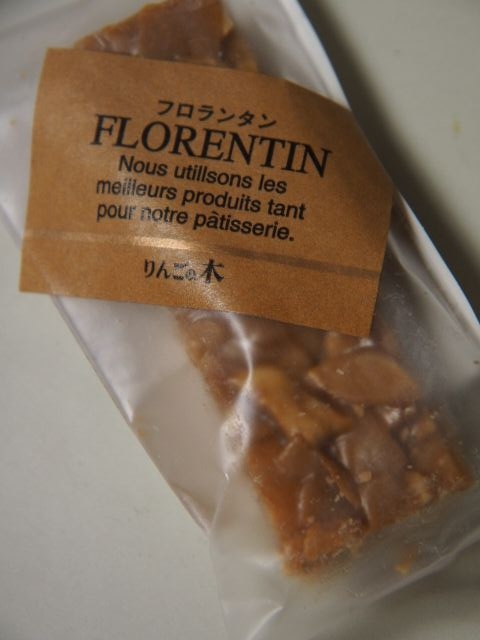 フロランタン
FLORENTIN
Nous utillsons les
meilleurs produits tant
pour notre pàtisserie.
りんごの木